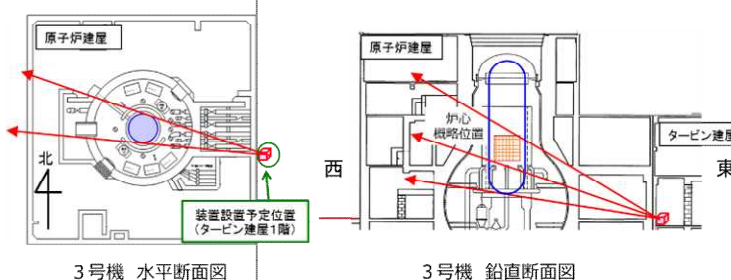 原子炉建屋
北
装置設置予定位置
(タービン建屋1階)
3号機 水平断面図
原子炉建屋
炉心
概略位置
タービン建屋
西
東
3号機 鉛直断面図